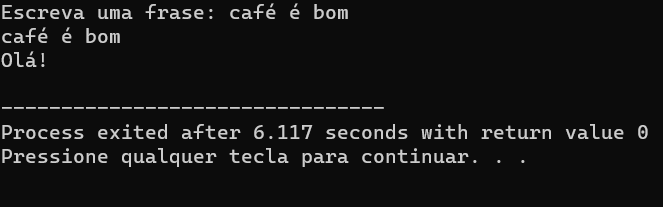 Escreva uma frase: café é bom
café é bom
Olá!
--------------------------------
Process exited after 6.117 seconds with return value 0
Pressione qualquer tecla para continuar. . .